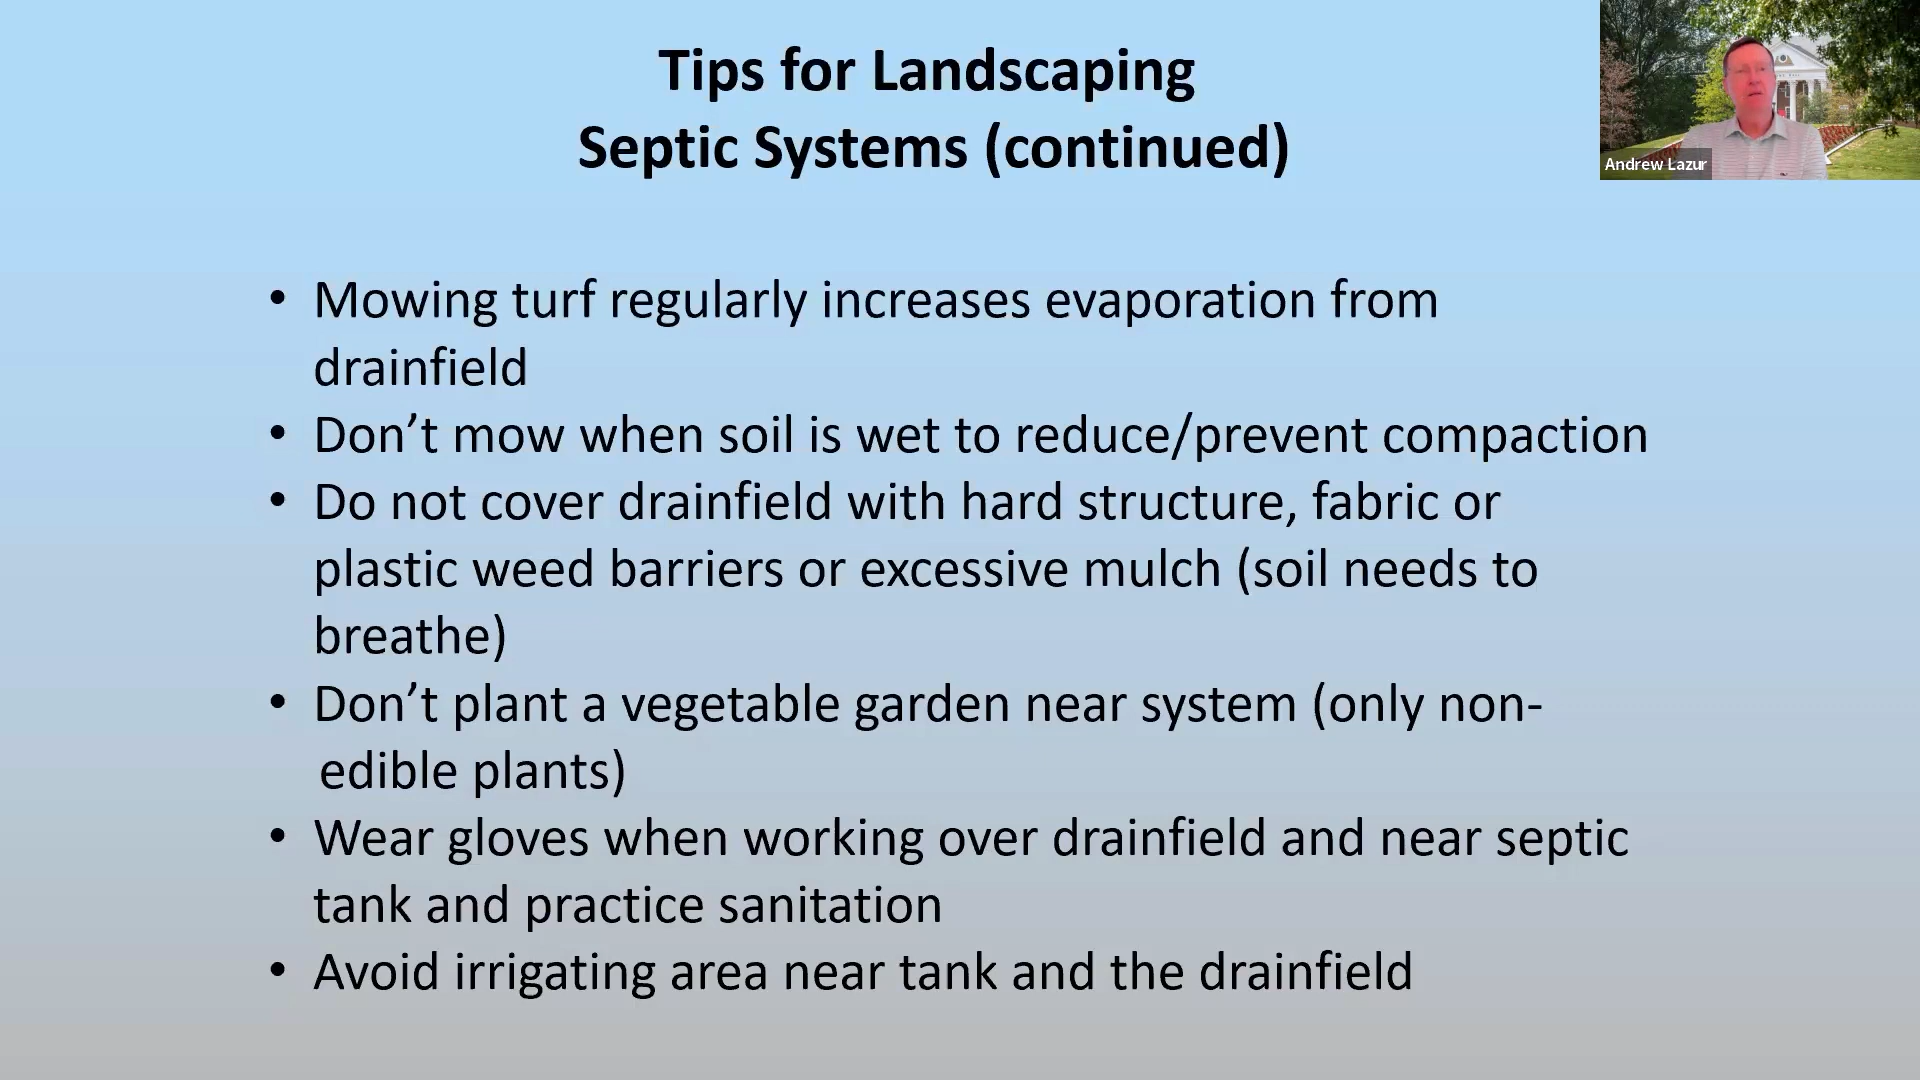 Tips for Landscaping
Septic Systems (continued)
Andrew Lazur
• Mowing turf regularly increases evaporation from
drainfield
• Don’t mow when soil is wet to reduce/prevent compaction
• Do not cover drainfield with hard structure, fabric or
plastic weed barriers or excessive mulch (soil needs to
breathe)
• Don’t plant a vegetable garden near system (only non-
edible plants)
• Wear gloves when working over drainfield and near septic
tank and practice sanitation
• Avoid irrigating area near tank and the drainfield